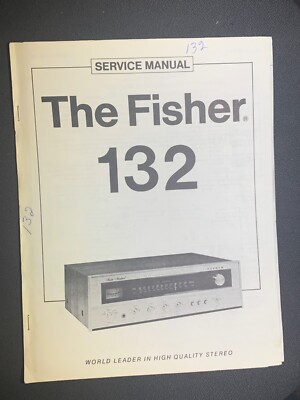 132
SERVICE MANUAL
The Fisher®
132
132
WORLD LEADER IN HIGH QUALITY STEREO